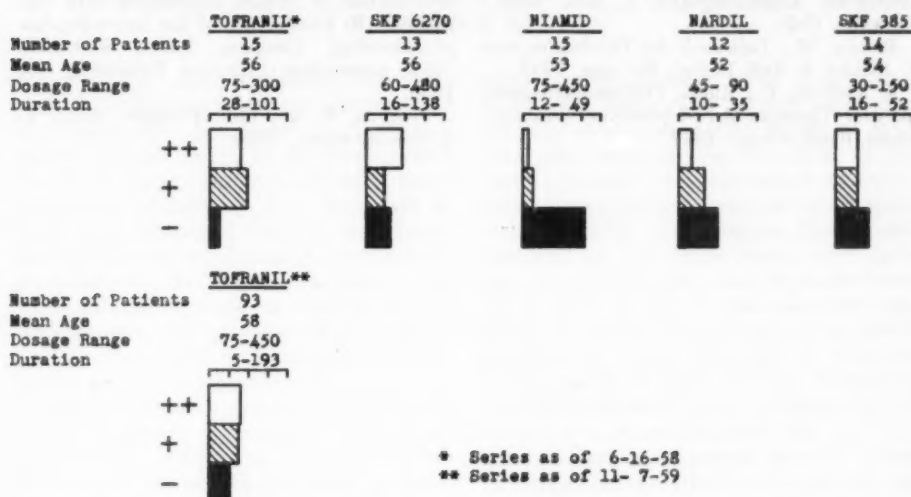 TOFRANIL* SKF 6270 NIAMID NARDIL SKF 385
Number of Patients 15 13 15 12 14
Mean Age 56 56 53 52 54
Dosage Range 75-300 60-480 75-450 45- 90 30-150
Duration 28-101 16-138 12- 49 10- 35 16- 52
++
+
−
TOFRANIL**
Number of Patients 93
Mean Age 58
Dosage Range 75-450
Duration 5-193
++
+
−
* Series as of 6-16-58
** Series as of 11- 7-59